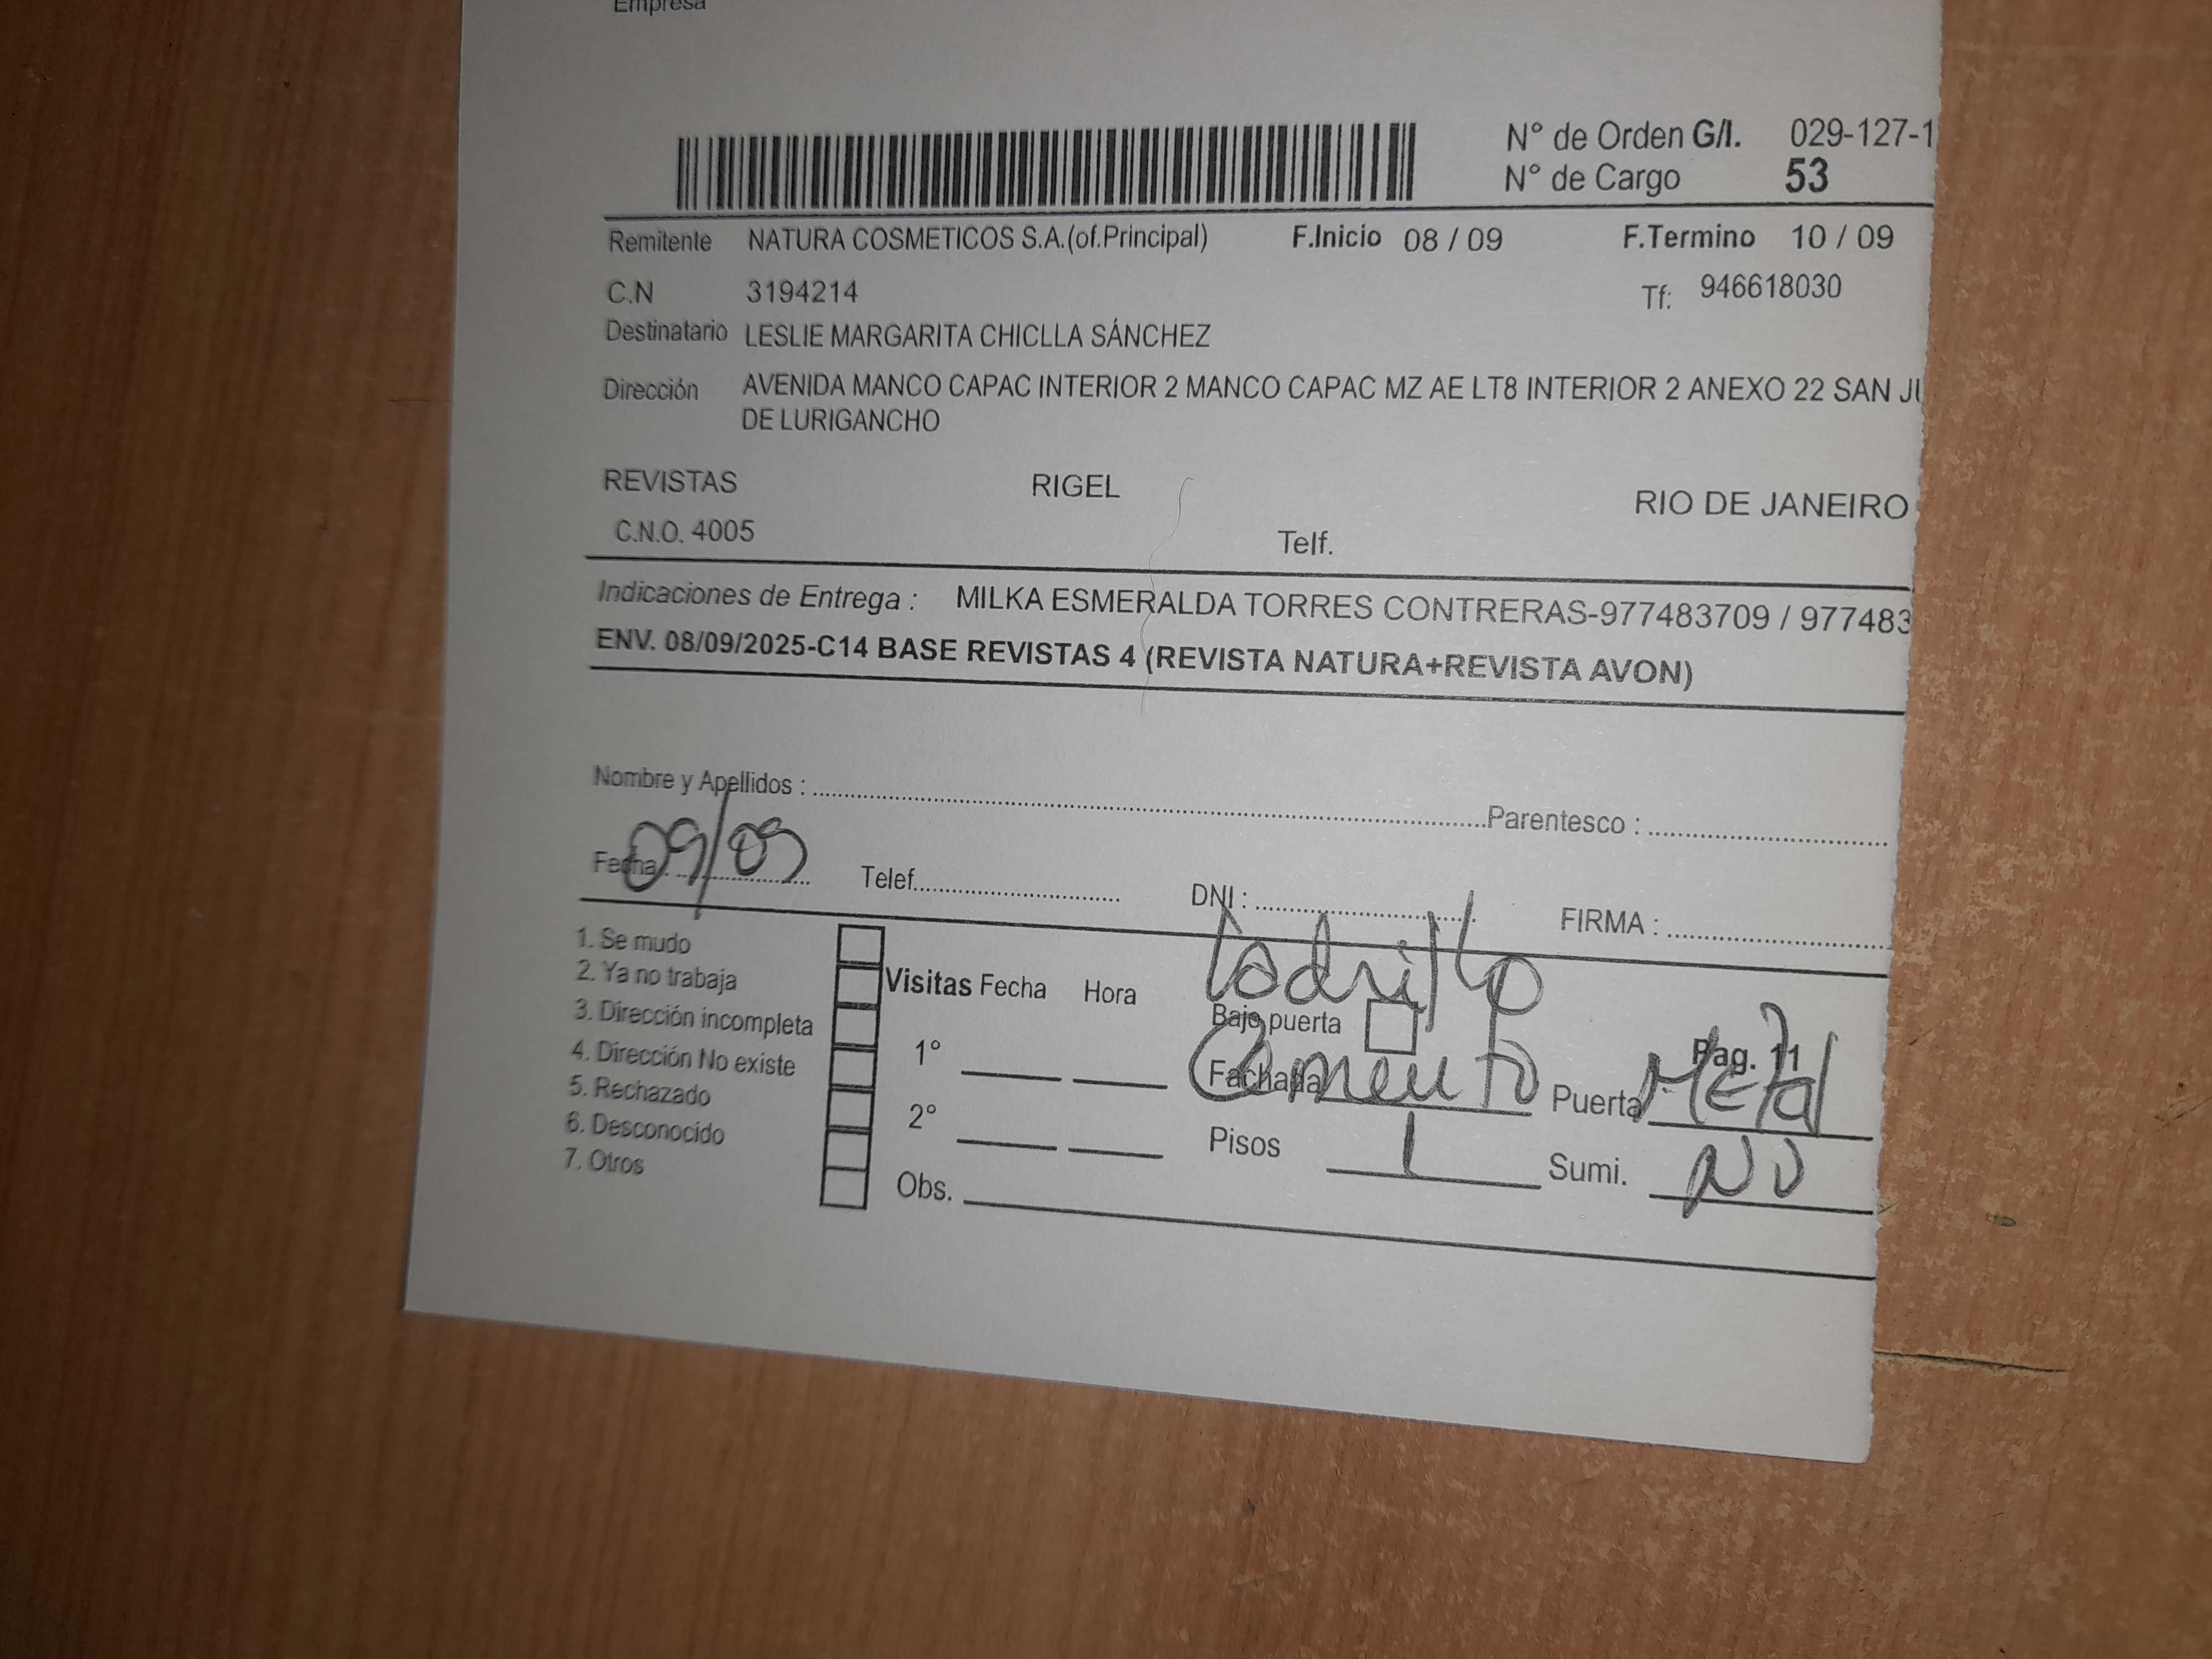 Empresa
N° de Orden G/I. 029-127-1
N° de Cargo 53
Remitente NATURA COSMETICOS S.A.(of.Principal) F.Inicio 08 / 09 F.Termino 10 / 09
C.N 3194214 Tf: 946618030
Destinatario LESLIE MARGARITA CHICLLA SÁNCHEZ
Dirección AVENIDA MANCO CAPAC INTERIOR 2 MANCO CAPAC MZ AE LT8 INTERIOR 2 ANEXO 22 SAN JU
DE LURIGANCHO
REVISTAS RIGEL RIO DE JANEIRO
C.N.O. 4005 Telf.
Indicaciones de Entrega : MILKA ESMERALDA TORRES CONTRERAS-977483709 / 977483
ENV. 08/09/2025-C14 BASE REVISTAS 4 (REVISTA NATURA+REVISTA AVON)
Nombre y Apellidos : Parentesco :
Fecha: 09/09 Telef. DNI : FIRMA :
1. Se mudo
2. Ya no trabaja
3. Dirección incompleta
4. Dirección No existe
5. Rechazado
6. Desconocido
7. Otros
Visitas Fecha Hora
1°
2°
Obs.
Ladrillo
Bajo puerta
Pag. 11
Fachada Cemento Puerta Metal
Pisos 1 Sumi. NO